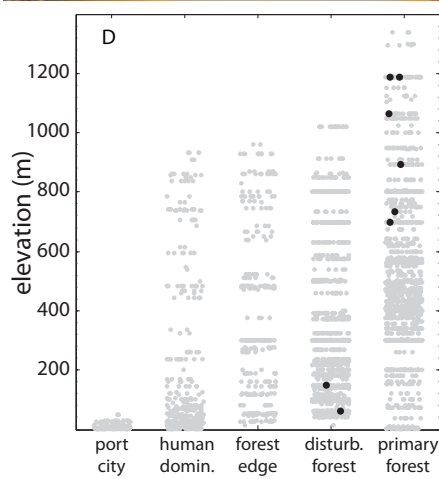 D
1200
1000
800
600
400
200
elevation (m)
port human forest disturb. primary
city domin. edge forest forest